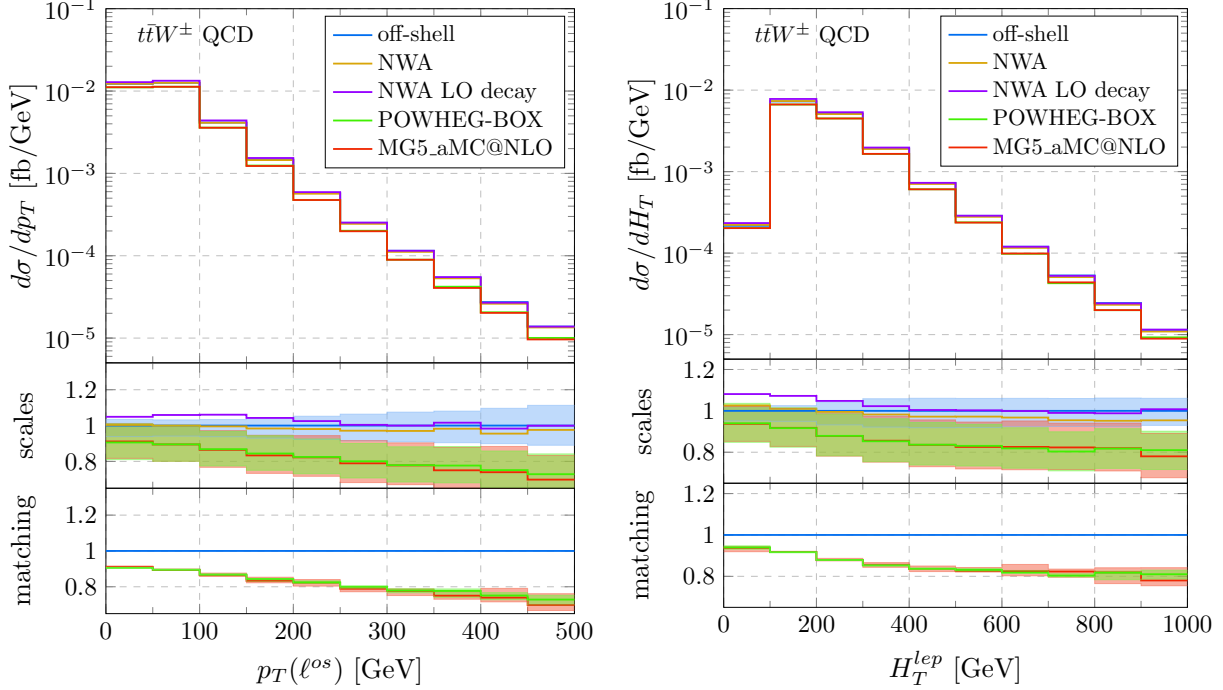 10⁻¹
10⁻²
10⁻³
10⁻⁴
10⁻⁵
dσ/dp_T [fb/GeV]
tt̄W± QCD
off-shell
NWA
NWA LO decay
POWHEG-BOX
MG5_aMC@NLO
1.2
1
0.8
scales
1.2
1
0.8
matching
0 100 200 300 400 500
p_T(ℓ^{os}) [GeV]
10⁻¹
10⁻²
10⁻³
10⁻⁴
10⁻⁵
dσ/dH_T [fb/GeV]
tt̄W± QCD
off-shell
NWA
NWA LO decay
POWHEG-BOX
MG5_aMC@NLO
1.2
1
0.8
scales
1.2
1
0.8
matching
0 200 400 600 800 1000
H_T^{lep} [GeV]